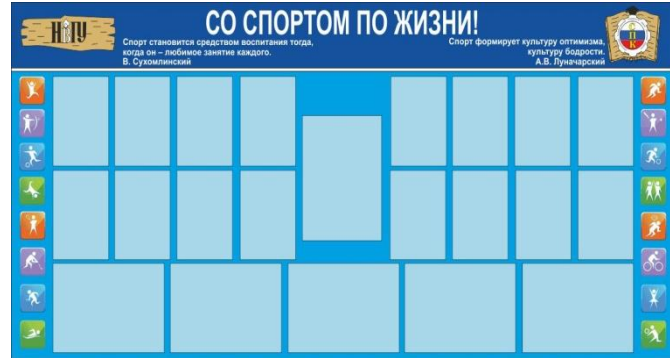 НВГУ
СО СПОРТОМ ПО ЖИЗНИ!
Спорт становится средством воспитания тогда,
когда он – любимое занятие каждого.
В. Сухомлинский
Спорт формирует культуру оптимизма,
культуру бодрости.
А.В. Луначарский